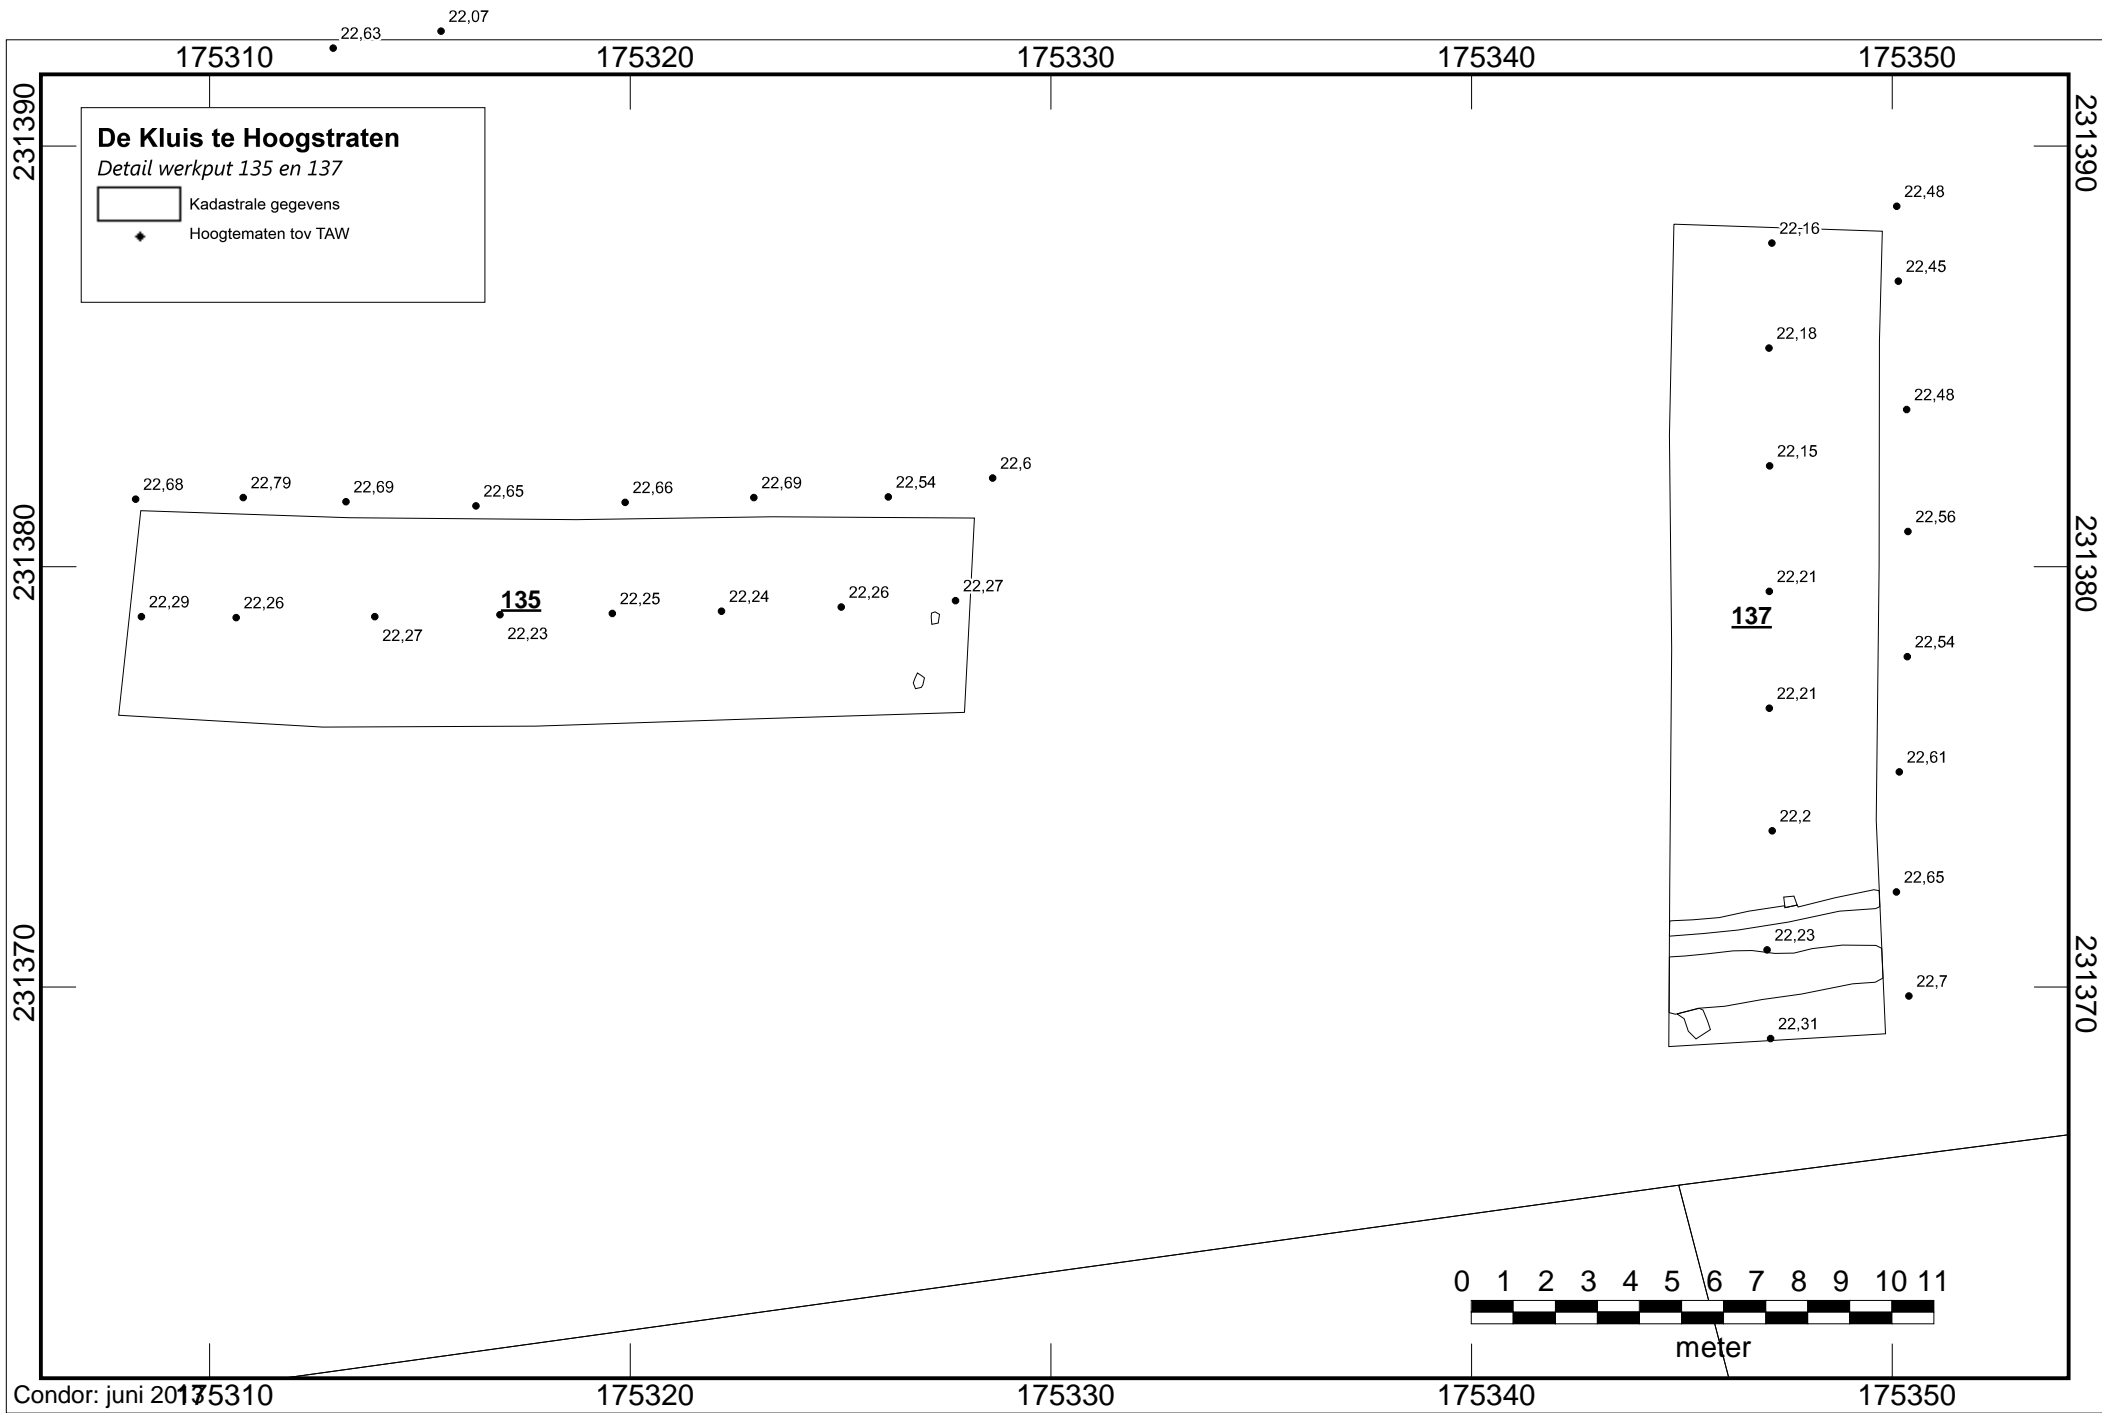 22,63
22,07
175310 175320 175330 175340 175350
231390
231390
De Kluis te Hoogstraten
Detail werkput 135 en 137
Kadastrale gegevens
Hoogtematen tov TAW
22,48
22,16
22,45
22,18
22,48
22,15
22,56
22,68 22,79 22,69 22,65 22,66 22,69 22,54 22,6
231380
231380
22,29 22,26 22,27 135 22,23 22,25 22,24 22,26 22,27
22,21
137
22,54
22,21
22,61
22,2
22,65
22,23
231370
231370
22,7
22,31
0 1 2 3 4 5 6 7 8 9 10 11
meter
Condor: juni 2013
175310 175320 175330 175340 175350